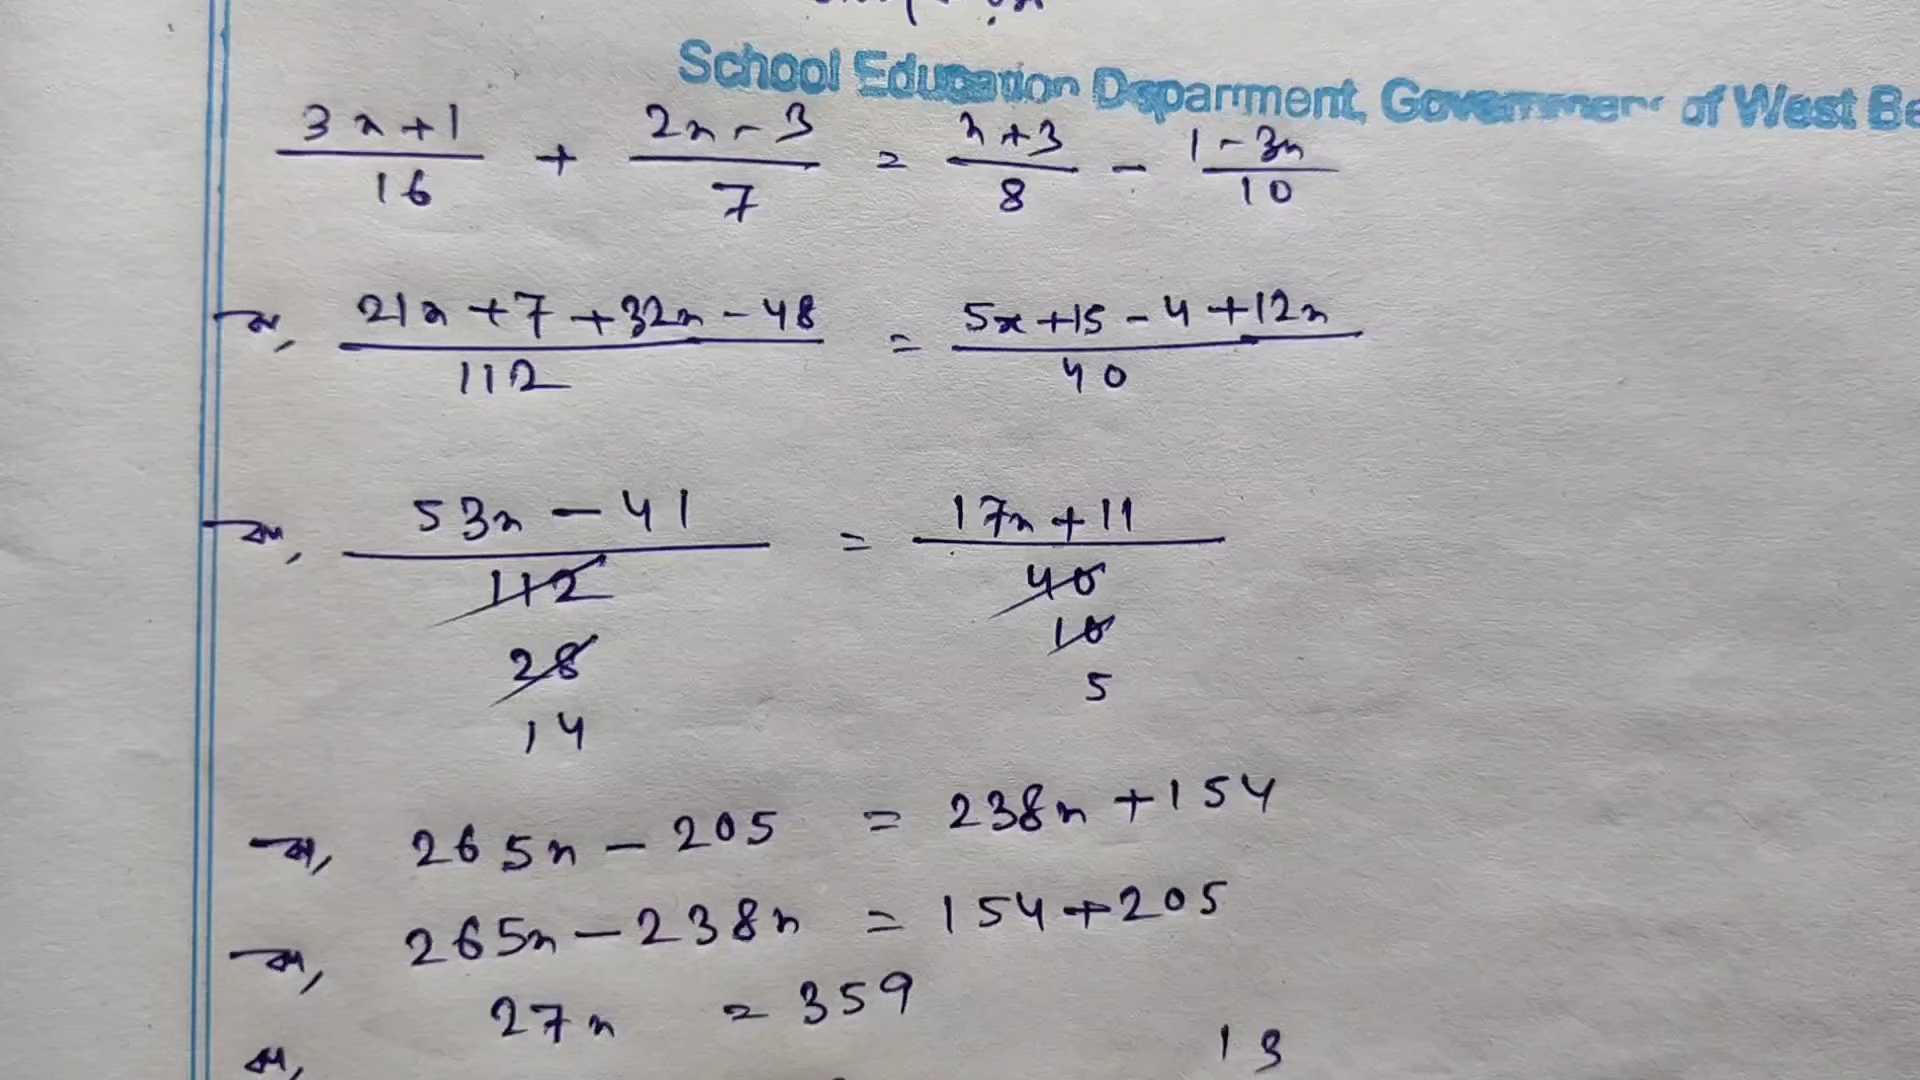 School Education Department, Government of West Be
3x+1/16 + 2x-3/7 = x+3/8 - 1-3x/10
বা, 21x+7+32x-48/112 = 5x+15-4+12x/40
বা, 53x-41/112 = 17x+11/40
28 10
14 5
বা, 265x-205 = 238x+154
বা, 265x-238x = 154+205
27x = 359
বা, 13